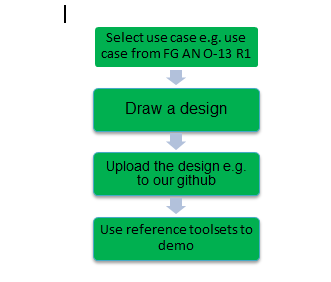 Select use case e.g. use
case from FG AN O-13 R1
Draw a design
Upload the design e.g.
to our github
Use reference toolsets to
demo